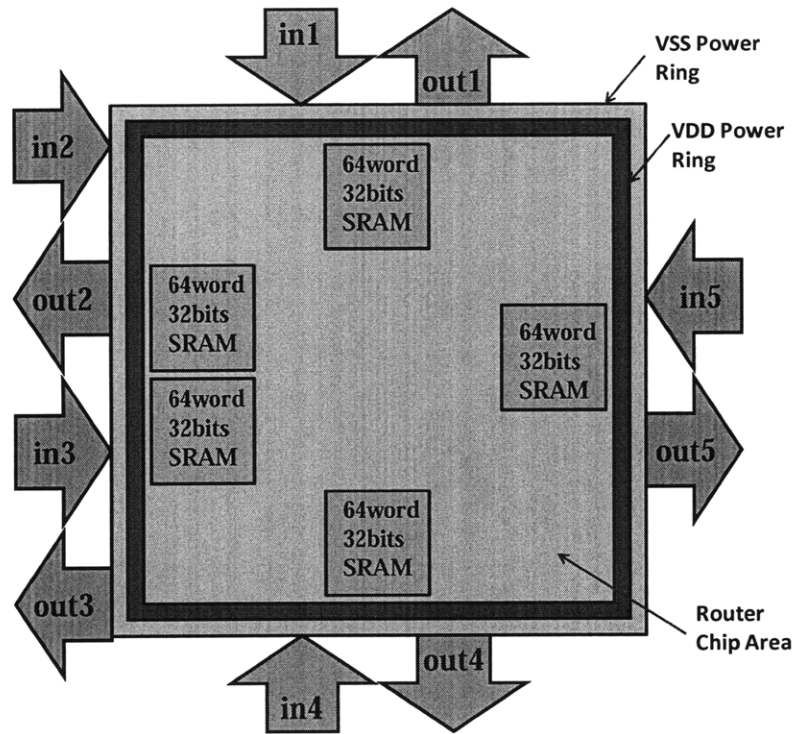 in1
out1
VSS Power
Ring
in2
VDD Power
Ring
64word
32bits
SRAM
out2
64word
32bits
SRAM
in5
64word
32bits
SRAM
in3
64word
32bits
SRAM
out5
64word
32bits
SRAM
out3
Router
Chip Area
in4
out4